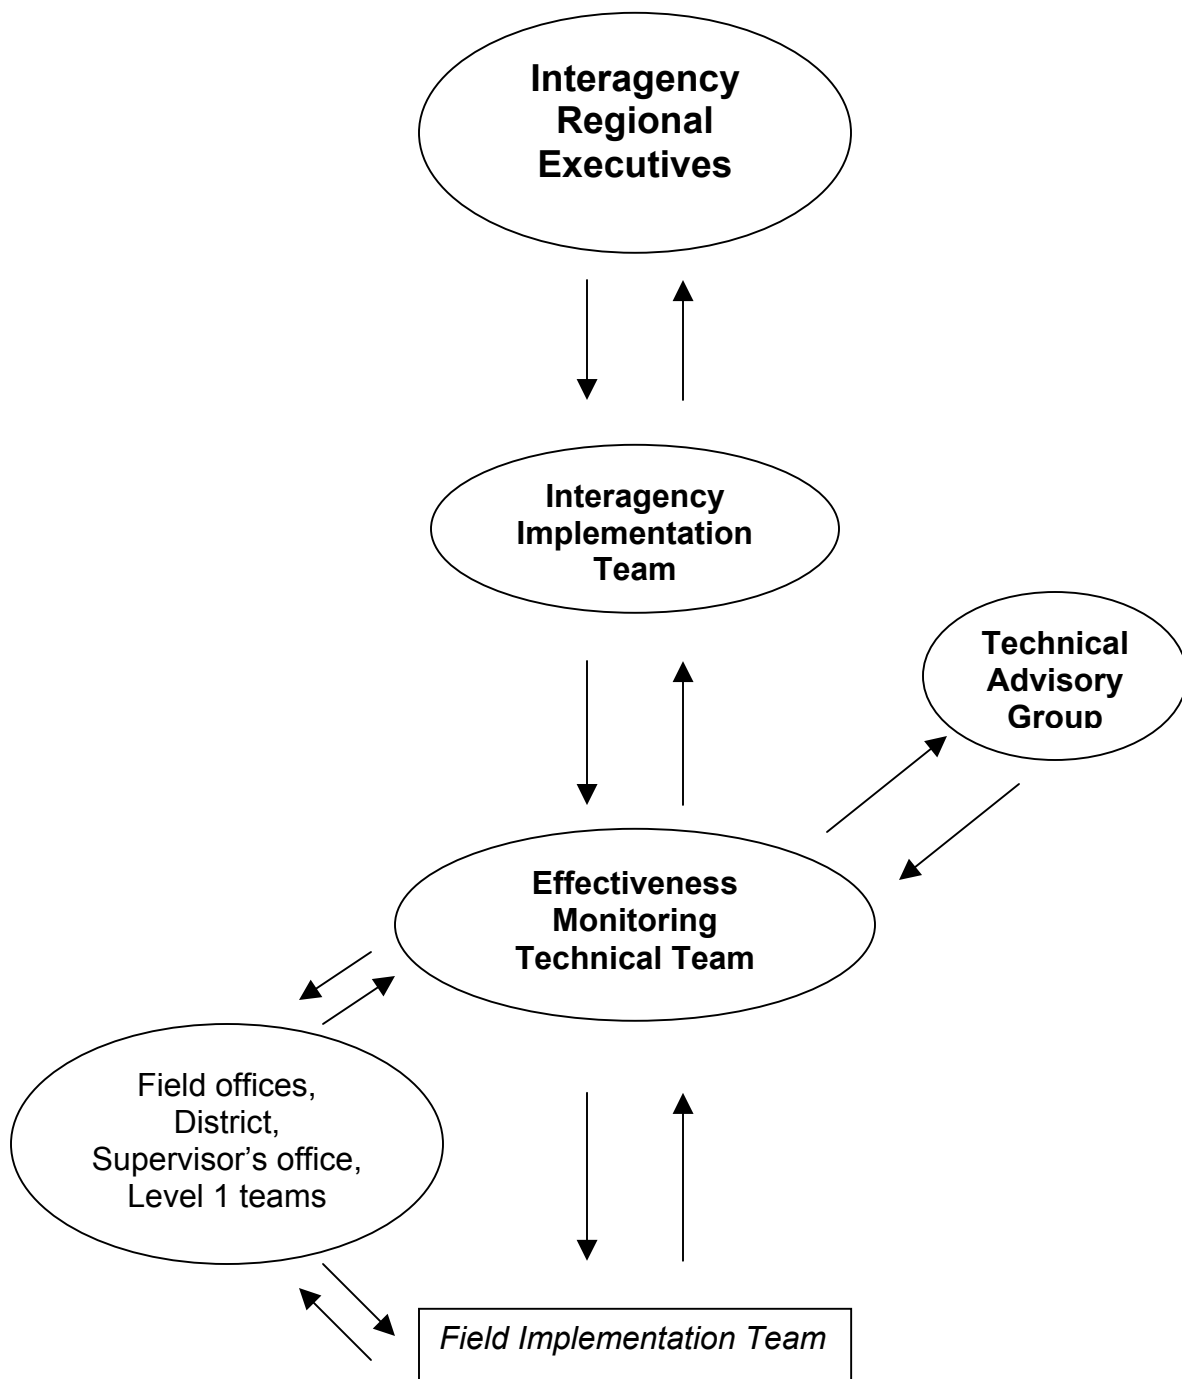 Interagency
Regional
Executives
Interagency
Implementation
Team
Technical
Advisory
Group
Effectiveness
Monitoring
Technical Team
Field offices,
District,
Supervisor’s office,
Level 1 teams
Field Implementation Team